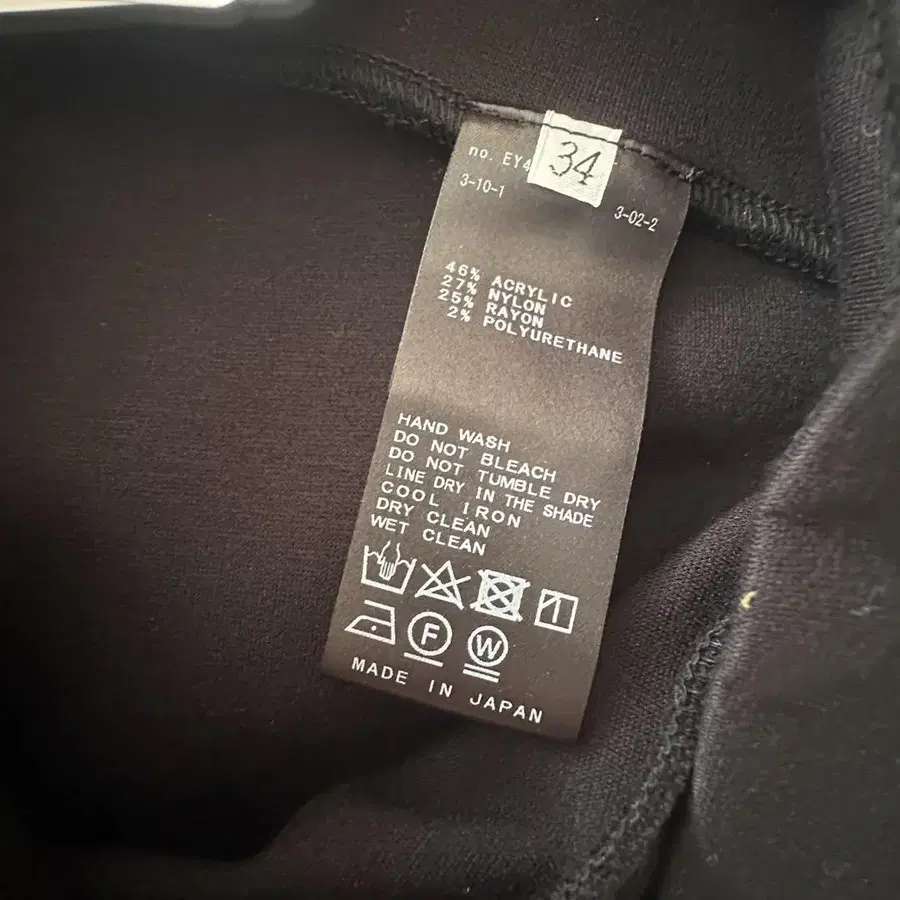 no. EY4
34
3-10-1
3-02-2
46% ACRYLIC
27% NYLON
25% RAYON
2% POLYURETHANE
HAND WASH
DO NOT BLEACH
DO NOT TUMBLE DRY
LINE DRY IN THE SHADE
COOL IRON
DRY CLEAN
WET CLEAN
F
W
MADE IN JAPAN